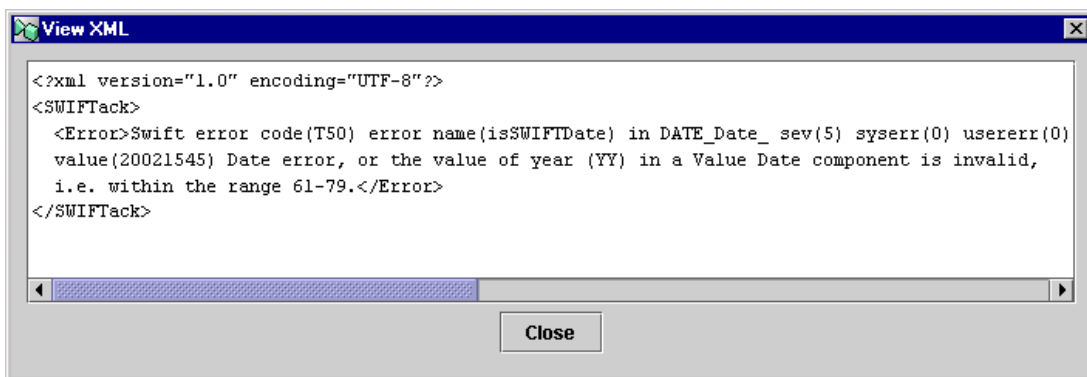 View XML
<?xml version="1.0" encoding="UTF-8"?>
<SWIFTack>
<Error>Swift error code(T50) error name(isSWIFTDate) in DATE_Date_ sev(5) syserr(0) usererr(0)
value(20021545) Date error, or the value of year (YY) in a Value Date component is invalid,
i.e. within the range 61-79.</Error>
</SWIFTack>
Close